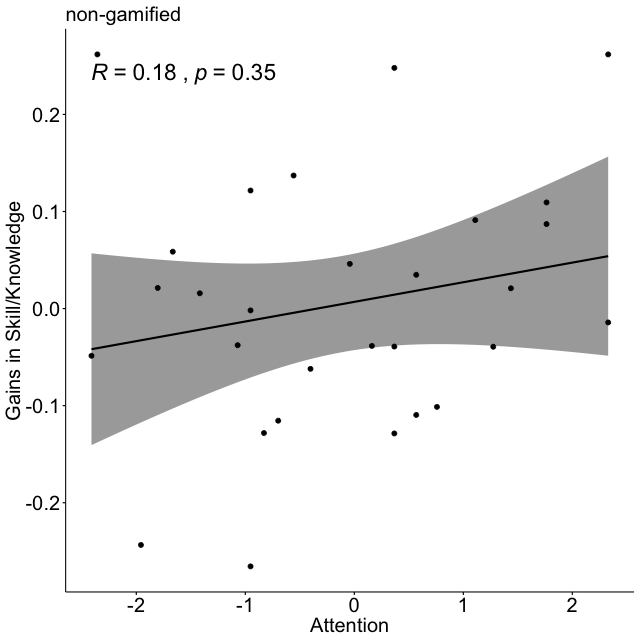 non-gamified
R = 0.18 , p = 0.35
Gains in Skill/Knowledge
0.2
0.1
0.0
-0.1
-0.2
-2 -1 0 1 2
Attention